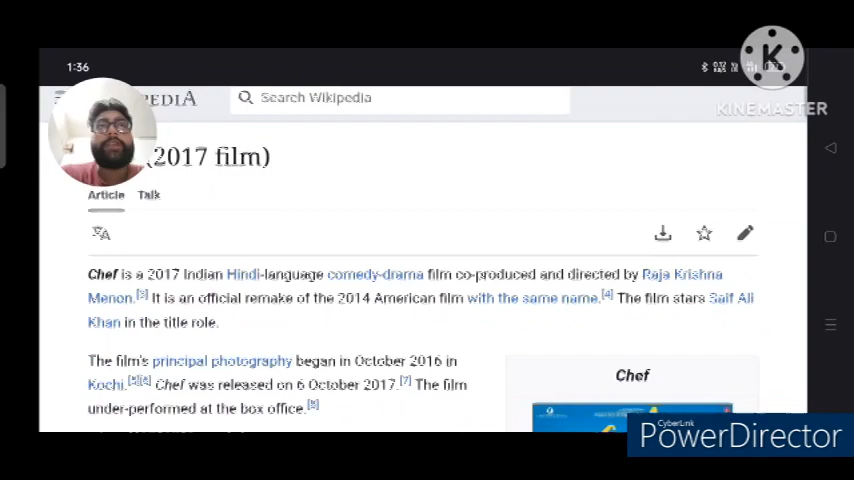 1:36
PEDIA
Search Wikipedia
KINEMASTER
(2017 film)
Article Talk
Chef is a 2017 Indian Hindi-language comedy-drama film co-produced and directed by Raja Krishna
Menon.[3] It is an official remake of the 2014 American film with the same name.[4] The film stars Saif Ali
Khan in the title role.
The film's principal photography began in October 2016 in
Kochi.[5][6] Chef was released on 6 October 2017.[7] The film
under-performed at the box office.[8]
Chef
CyberLink
PowerDirector